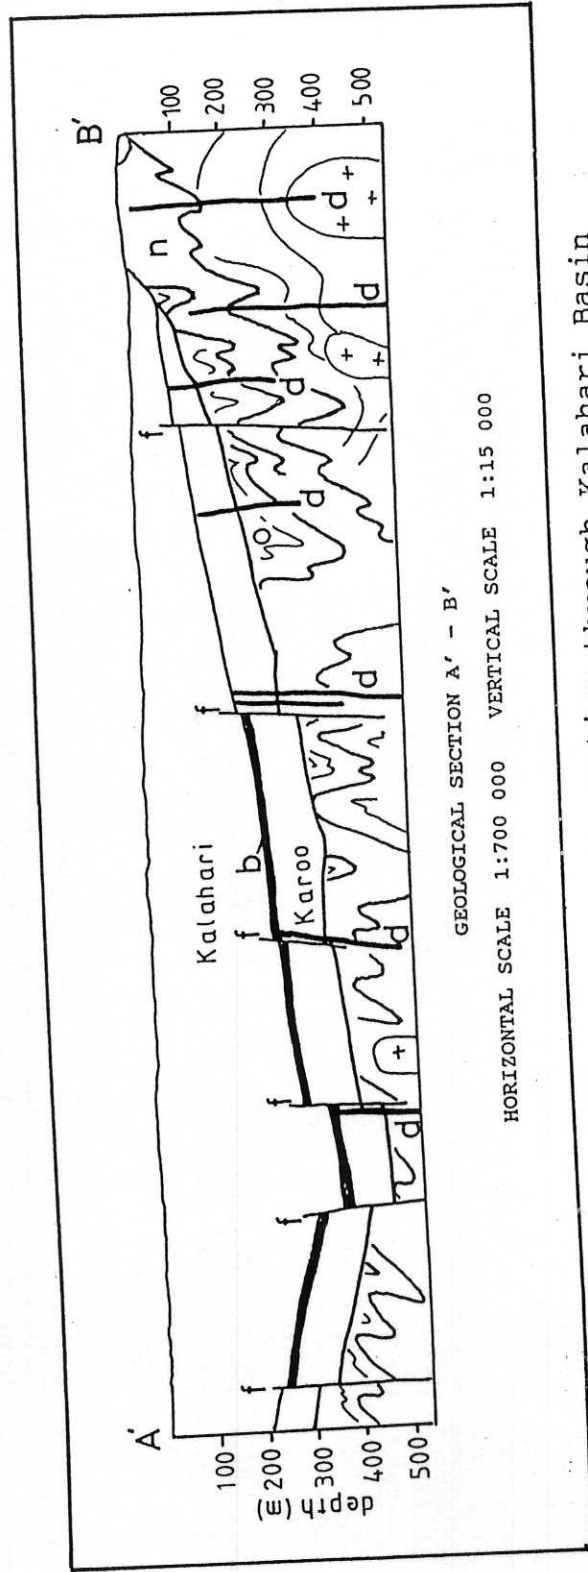 A′
B′
100
200
300
400
500
depth (m)
100
200
300
400
500
Kalahari
b
Karoo
n
f
f
f
f
f
f
o
v
v
v
v
v
d
d
d
d
d
d
d
GEOLOGICAL SECTION A′ - B′
HORIZONTAL SCALE 1:700 000 VERTICAL SCALE 1:15 000
through Kalahari Basin